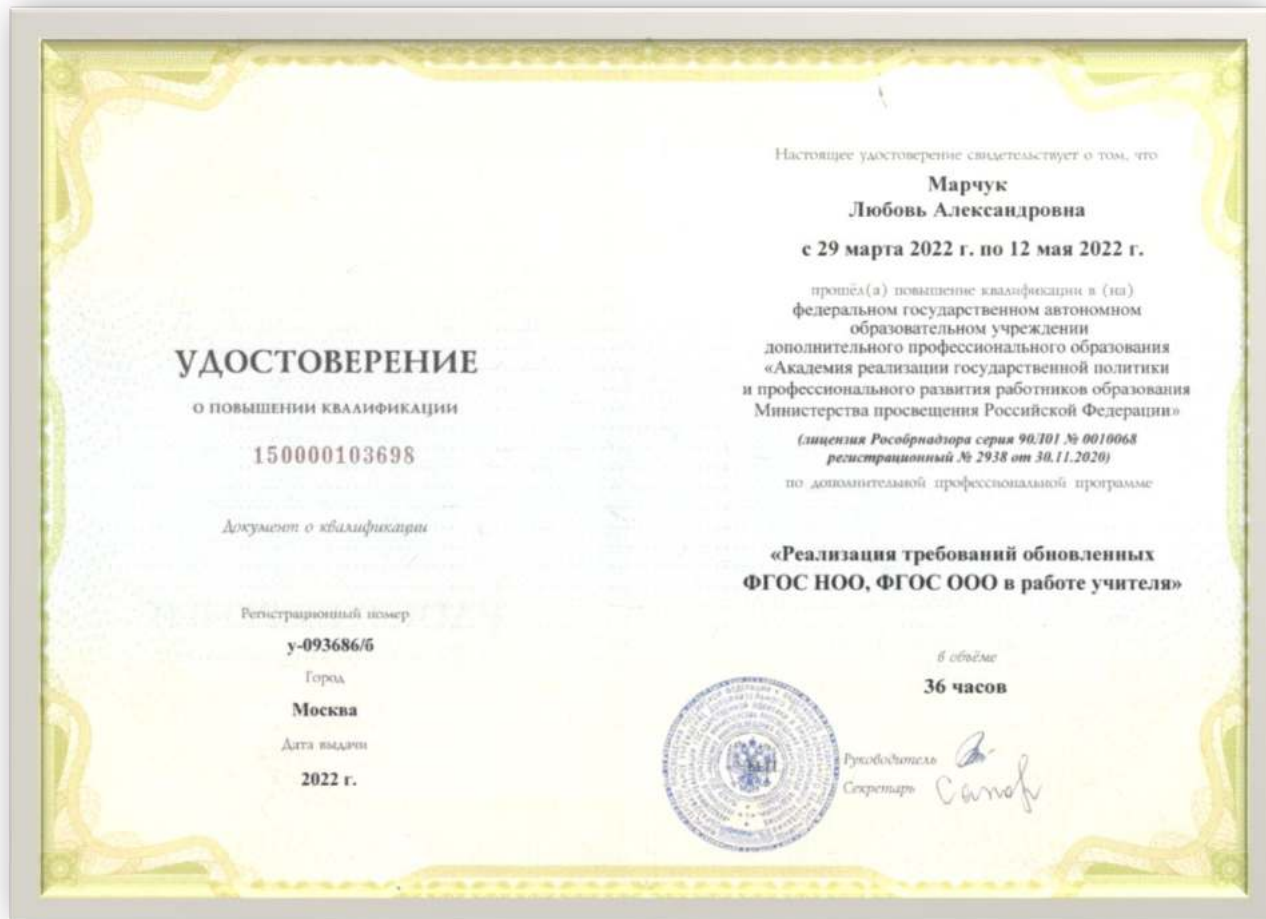 УДОСТОВЕРЕНИЕ
О ПОВЫШЕНИИ КВАЛИФИКАЦИИ
150000103698
Документ о квалификации
Регистрационный номер
у-093686/б
Город
Москва
Дата выдачи
2022 г.
Настоящее удостоверение свидетельствует о том, что
Марчук
Любовь Александровна
с 29 марта 2022 г. по 12 мая 2022 г.
прошёл(а) повышение квалификации в (на)
федеральном государственном автономном
образовательном учреждении
дополнительного профессионального образования
«Академия реализации государственной политики
и профессионального развития работников образования
Министерства просвещения Российской Федерации»
(лицензия Рособрнадзора серия 90Л01 № 0010068
регистрационный № 2938 от 30.11.2020)
по дополнительной профессиональной программе
«Реализация требований обновленных
ФГОС НОО, ФГОС ООО в работе учителя»
в объёме
36 часов
Руководитель
Секретарь